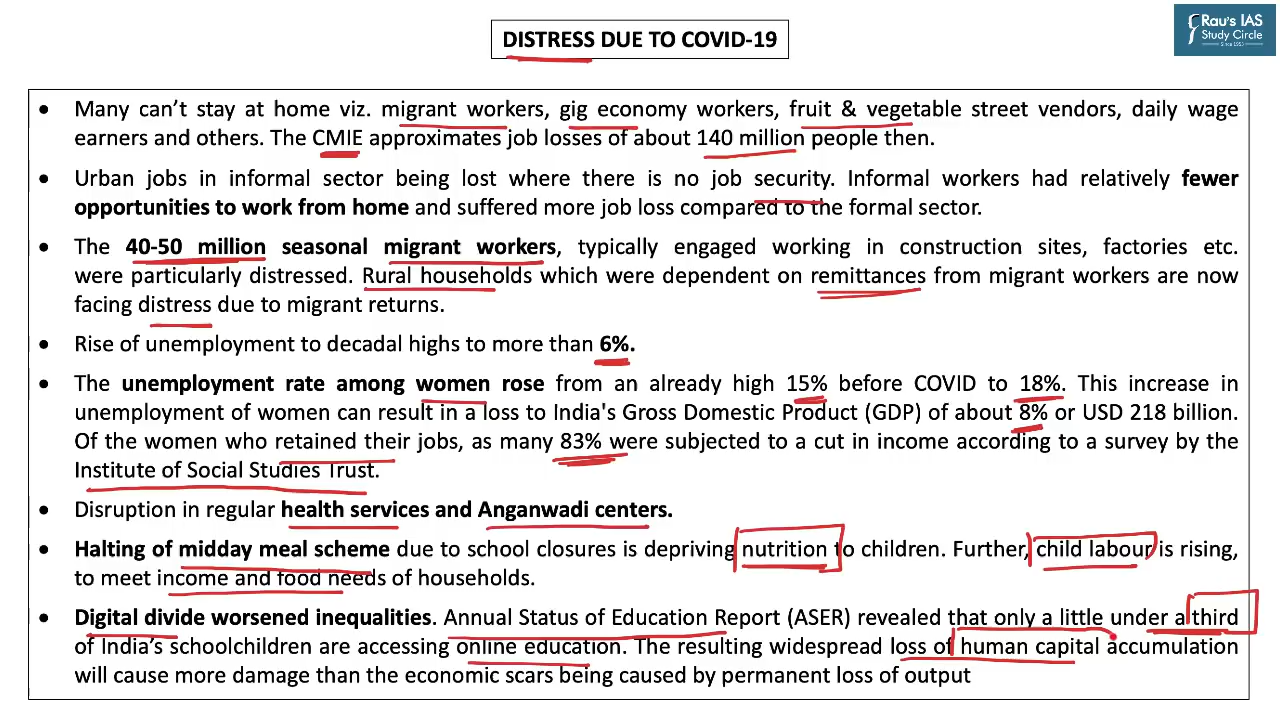 Rau's IAS
Study Circle
Since 1953
DISTRESS DUE TO COVID-19
• Many can't stay at home viz. migrant workers, gig economy workers, fruit & vegetable street vendors, daily wage
earners and others. The CMIE approximates job losses of about 140 million people then.
• Urban jobs in informal sector being lost where there is no job security. Informal workers had relatively fewer
opportunities to work from home and suffered more job loss compared to the formal sector.
• The 40-50 million seasonal migrant workers, typically engaged working in construction sites, factories etc.
were particularly distressed. Rural households which were dependent on remittances from migrant workers are now
facing distress due to migrant returns.
• Rise of unemployment to decadal highs to more than 6%.
• The unemployment rate among women rose from an already high 15% before COVID to 18%. This increase in
unemployment of women can result in a loss to India's Gross Domestic Product (GDP) of about 8% or USD 218 billion.
Of the women who retained their jobs, as many 83% were subjected to a cut in income according to a survey by the
Institute of Social Studies Trust.
• Disruption in regular health services and Anganwadi centers.
• Halting of midday meal scheme due to school closures is depriving nutrition to children. Further, child labour is rising,
to meet income and food needs of households.
• Digital divide worsened inequalities. Annual Status of Education Report (ASER) revealed that only a little under a third
of India's schoolchildren are accessing online education. The resulting widespread loss of human capital accumulation
will cause more damage than the economic scars being caused by permanent loss of output